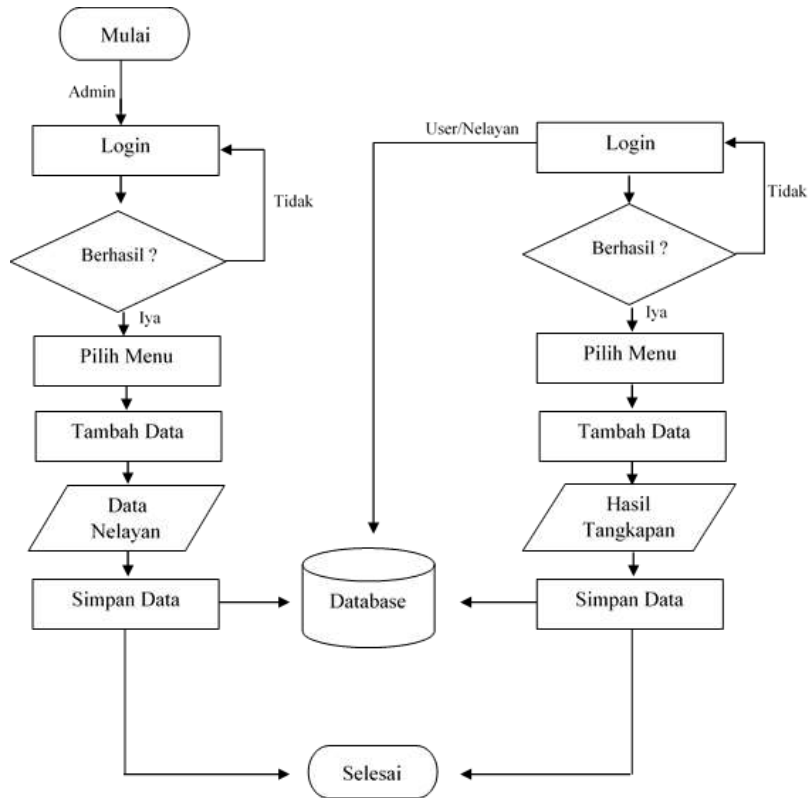 Mulai
Admin
Login
Tidak
Berhasil ?
Iya
Pilih Menu
Tambah Data
Data
Nelayan
Simpan Data
User/Nelayan
Login
Tidak
Berhasil ?
Iya
Pilih Menu
Tambah Data
Hasil
Tangkapan
Simpan Data
Database
Selesai